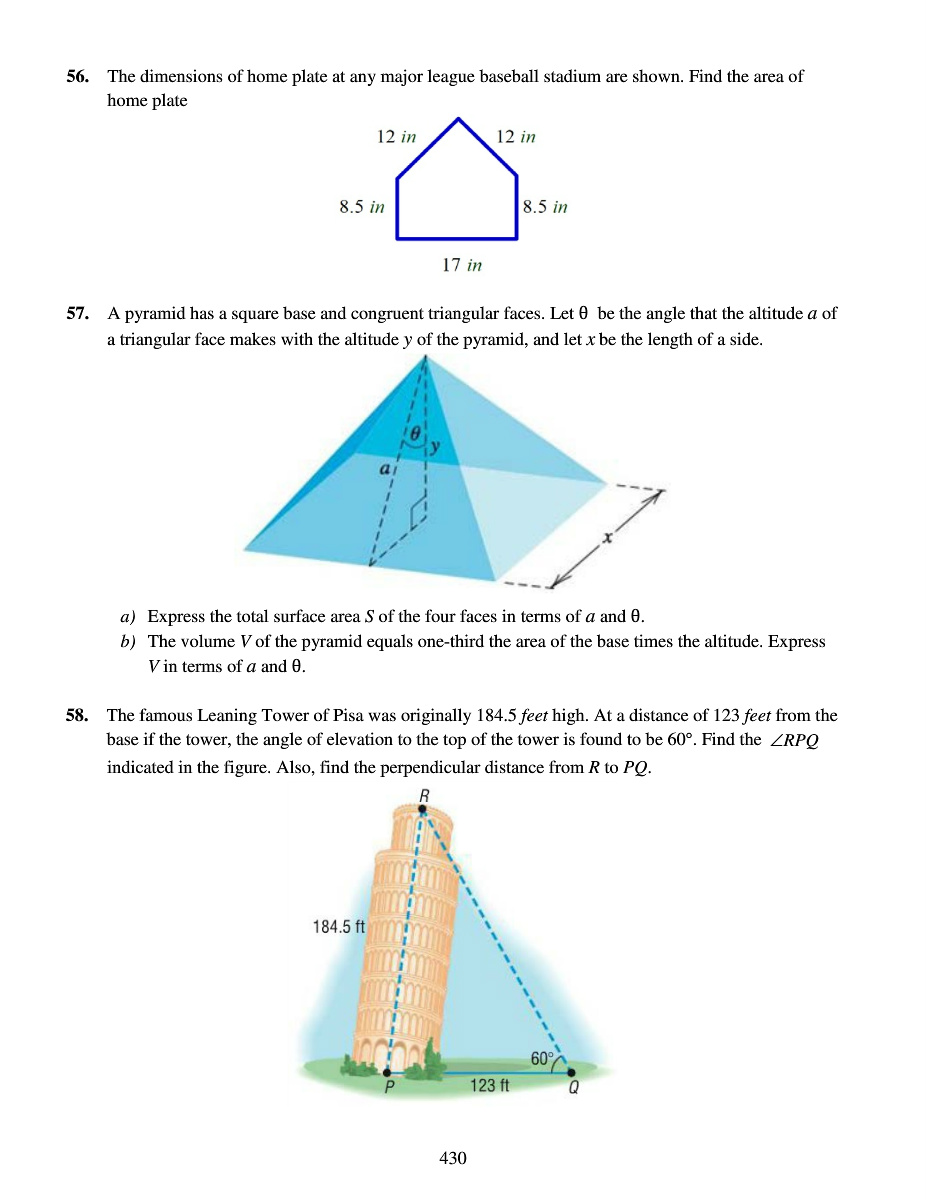 56. The dimensions of home plate at any major league baseball stadium are shown. Find the area of
home plate
12 in 12 in
8.5 in 8.5 in
17 in
57. A pyramid has a square base and congruent triangular faces. Let θ be the angle that the altitude a of
a triangular face makes with the altitude y of the pyramid, and let x be the length of a side.
θ
y
a
x
a) Express the total surface area S of the four faces in terms of a and θ.
b) The volume V of the pyramid equals one-third the area of the base times the altitude. Express
V in terms of a and θ.
58. The famous Leaning Tower of Pisa was originally 184.5 feet high. At a distance of 123 feet from the
base if the tower, the angle of elevation to the top of the tower is found to be 60°. Find the ∠RPQ
indicated in the figure. Also, find the perpendicular distance from R to PQ.
R
184.5 ft
60°
P 123 ft Q
430